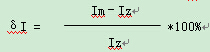 Im－Iz
δI = *100%
Iz